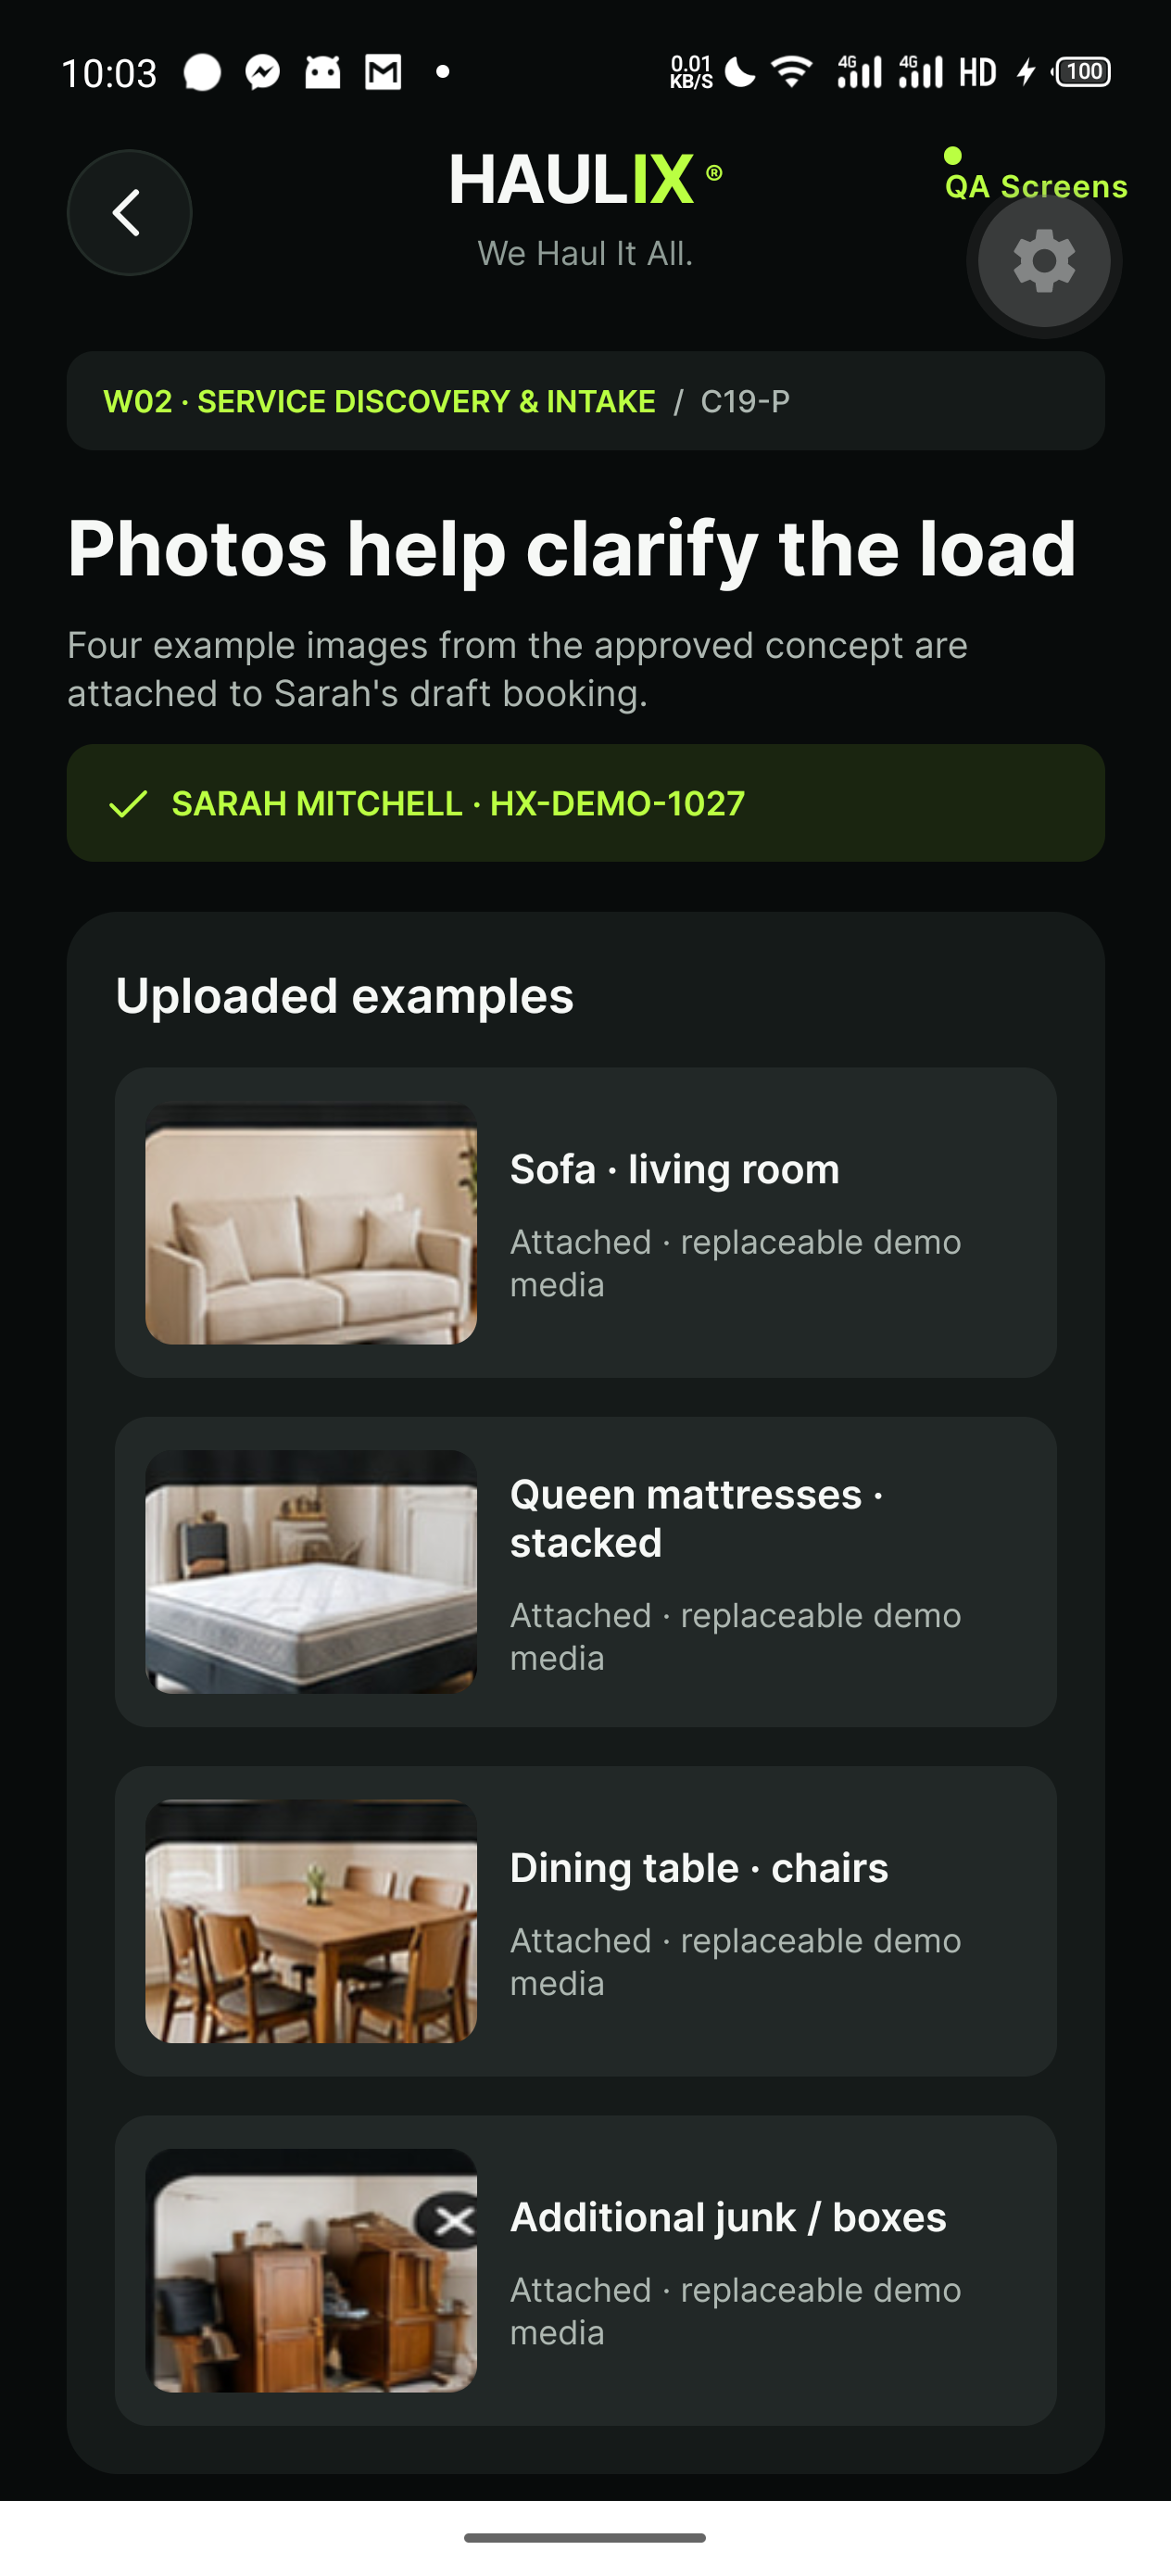 10:03
0.01
KB/S
4G
4G
HD
100
HAULIX®
We Haul It All.
QA Screens
W02 · SERVICE DISCOVERY & INTAKE / C19-P
Photos help clarify the load
Four example images from the approved concept are
attached to Sarah's draft booking.
SARAH MITCHELL · HX-DEMO-1027
Uploaded examples
Sofa · living room
Attached · replaceable demo
media
Queen mattresses ·
stacked
Attached · replaceable demo
media
Dining table · chairs
Attached · replaceable demo
media
Additional junk / boxes
Attached · replaceable demo
media